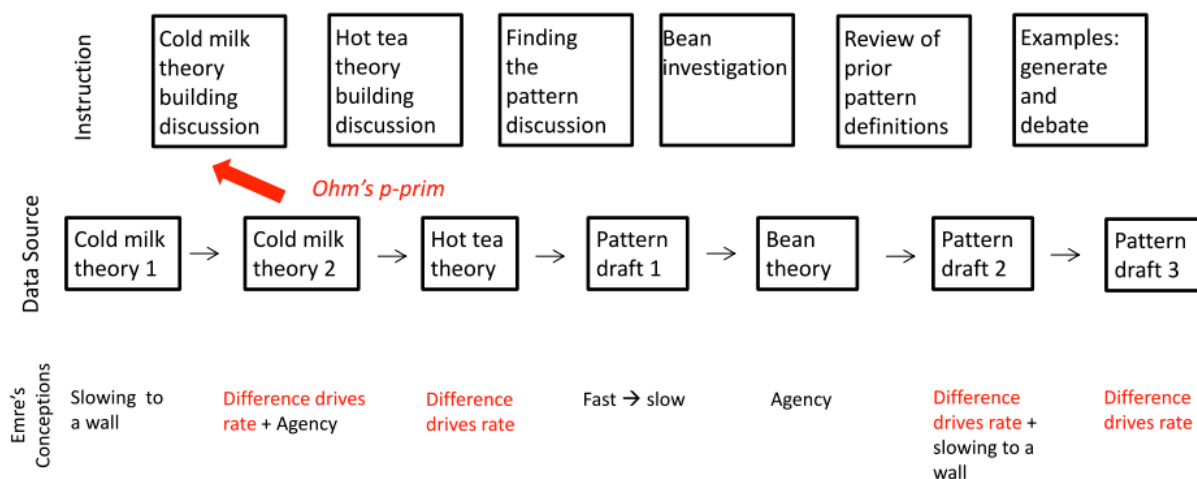 Instruction
Cold milk
theory
building
discussion
Hot tea
theory
building
discussion
Finding
the
pattern
discussion
Bean
investigation
Review of
prior
pattern
definitions
Examples:
generate
and
debate
Ohm's p-prim
Data Source
Cold milk
theory 1
Cold milk
theory 2
Hot tea
theory
Pattern
draft 1
Bean
theory
Pattern
draft 2
Pattern
draft 3
Emre's
Conceptions
Slowing to
a wall
Difference drives
rate + Agency
Difference
drives rate
Fast → slow
Agency
Difference
drives rate +
slowing to a
wall
Difference
drives rate